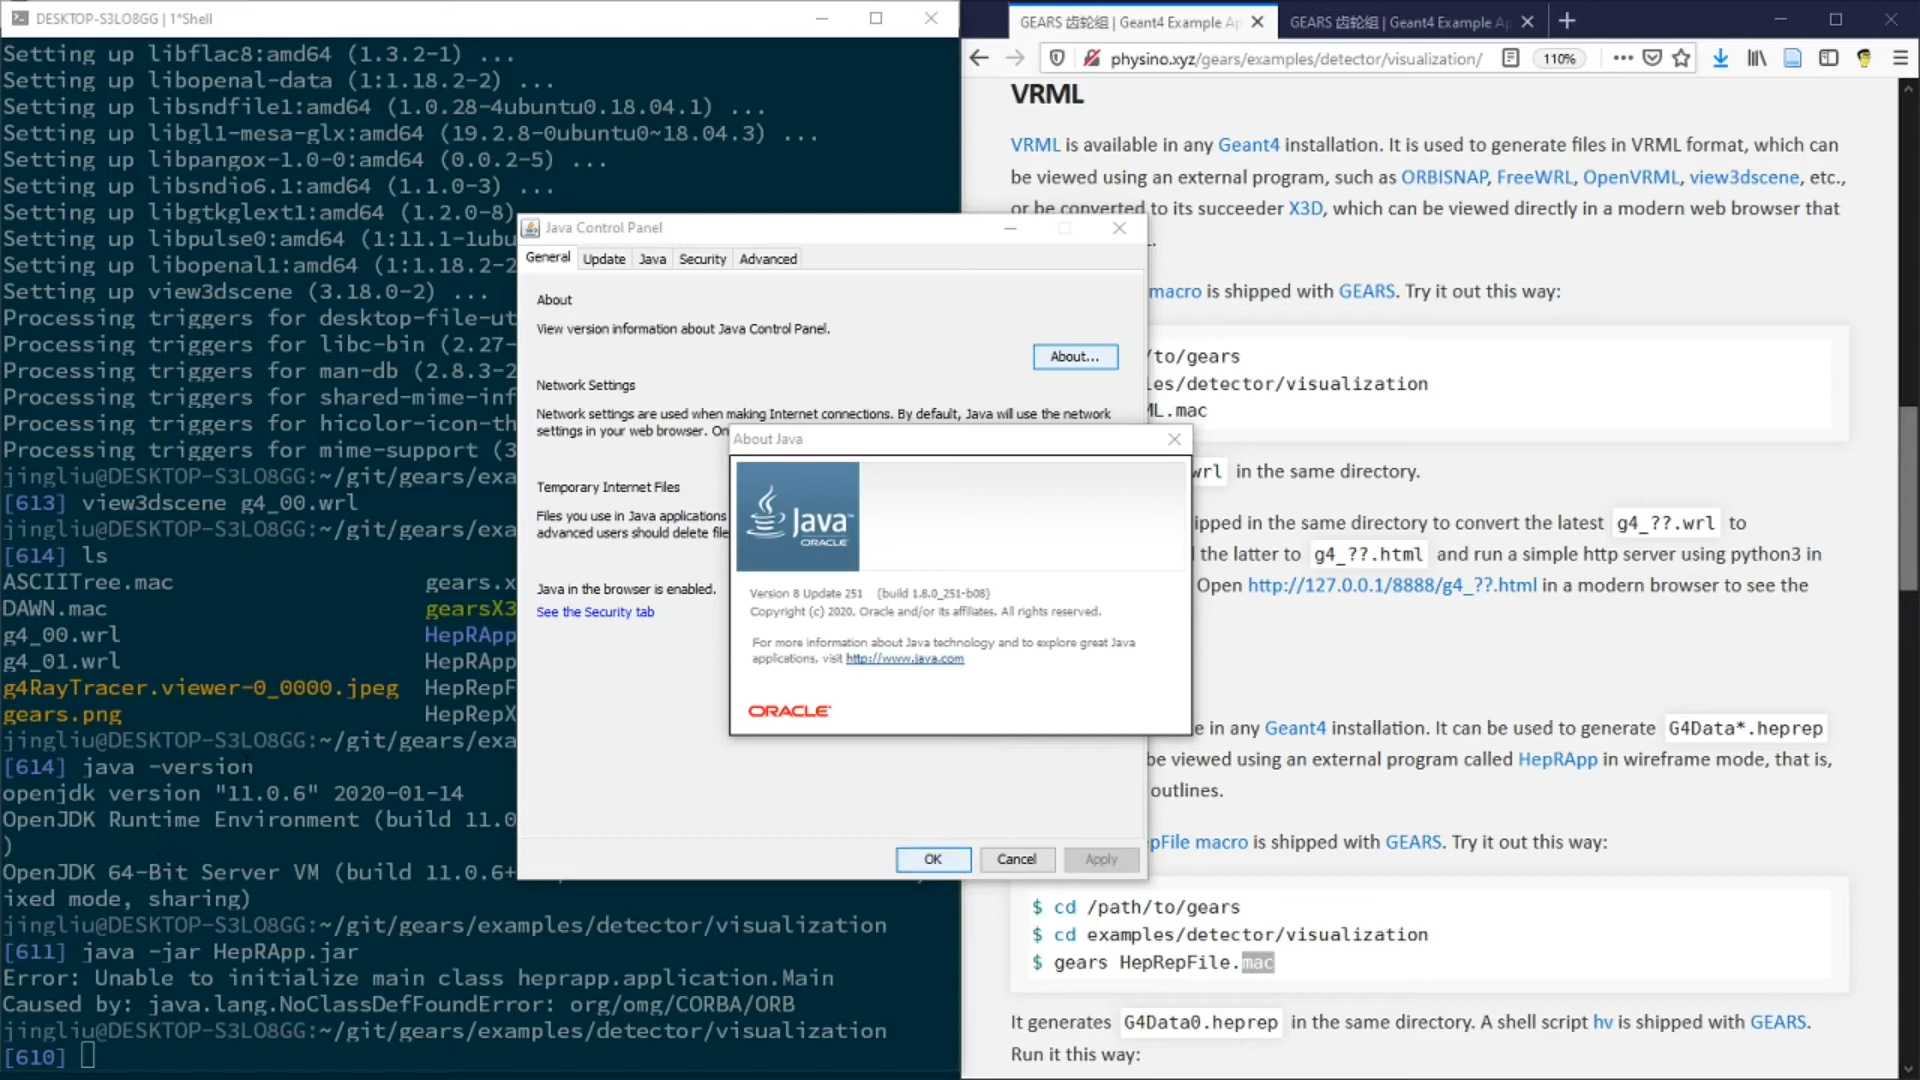 DESKTOP-S3LO8GG | 1*Shell
Setting up libflac8:amd64 (1.3.2-1) ...
Setting up libopenal-data (1:1.18.2-2) ...
Setting up libsndfile1:amd64 (1.0.28-4ubuntu0.18.04.1) ...
Setting up libgl1-mesa-glx:amd64 (19.2.8-0ubuntu0~18.04.3) ...
Setting up libpangox-1.0-0:amd64 (0.0.2-5) ...
Setting up libsndio6.1:amd64 (1.1.0-3) ...
Setting up libgtkglext1:amd64 (1.2.0-8)
Setting up libpulse0:amd64 (1:11.1-1ubu
Setting up libopenal1:amd64 (1:1.18.2-2
Setting up view3dscene (3.18.0-2) ...
Processing triggers for desktop-file-ut
Processing triggers for libc-bin (2.27-
Processing triggers for man-db (2.8.3-2
Processing triggers for shared-mime-inf
Processing triggers for hicolor-icon-th
Processing triggers for mime-support (3
jingliu@DESKTOP-S3LO8GG:~/git/gears/exa
[613] view3dscene g4_00.wrl
jingliu@DESKTOP-S3LO8GG:~/git/gears/exa
[614] ls
ASCIITree.mac gears.x
DAWN.mac gearsX3
g4_00.wrl HepRApp
g4_01.wrl HepRApp
g4RayTracer.viewer-0_0000.jpeg HepRepF
gears.png HepRepX
jingliu@DESKTOP-S3LO8GG:~/git/gears/exa
[614] java -version
openjdk version "11.0.6" 2020-01-14
OpenJDK Runtime Environment (build 11.0
)
OpenJDK 64-Bit Server VM (build 11.0.6+
ixed mode, sharing)
jingliu@DESKTOP-S3LO8GG:~/git/gears/examples/detector/visualization
[611] java -jar HepRApp.jar
Error: Unable to initialize main class heprapp.application.Main
Caused by: java.lang.NoClassDefFoundError: org/omg/CORBA/ORB
jingliu@DESKTOP-S3LO8GG:~/git/gears/examples/detector/visualization
[610]
Java Control Panel
General Update Java Security Advanced
About
View version information about Java Control Panel.
About...
Network Settings
Network settings are used when making Internet connections. By default, Java will use the network
settings in your web browser. On
Temporary Internet Files
Files you use in Java applications
advanced users should delete file
Java in the browser is enabled.
See the Security tab
OK Cancel Apply
About Java
Java
ORACLE
Version 8 Update 251 (build 1.8.0_251-b08)
Copyright (c) 2020, Oracle and/or its affiliates. All rights reserved.
For more information about Java technology and to explore great Java
applications, visit http://www.java.com
ORACLE
GEARS 齿轮组 | Geant4 Example Ap GEARS 齿轮组 | Geant4 Example Ap
physino.xyz/gears/examples/detector/visualization/ 110%
VRML
VRML is available in any Geant4 installation. It is used to generate files in VRML format, which can
be viewed using an external program, such as ORBISNAP, FreeWRL, OpenVRML, view3dscene, etc.,
or be converted to its succeeder X3D, which can be viewed directly in a modern web browser that
L.
macro is shipped with GEARS. Try it out this way:
/to/gears
les/detector/visualization
ML.mac
wrl in the same directory.
ipped in the same directory to convert the latest g4_??.wrl to
l the latter to g4_??.html and run a simple http server using python3 in
Open http://127.0.0.1/8888/g4_??.html in a modern browser to see the
e in any Geant4 installation. It can be used to generate G4Data*.heprep
be viewed using an external program called HepRApp in wireframe mode, that is,
outlines.
pFile macro is shipped with GEARS. Try it out this way:
$ cd /path/to/gears
$ cd examples/detector/visualization
$ gears HepRepFile.mac
It generates G4Data0.heprep in the same directory. A shell script hv is shipped with GEARS.
Run it this way: